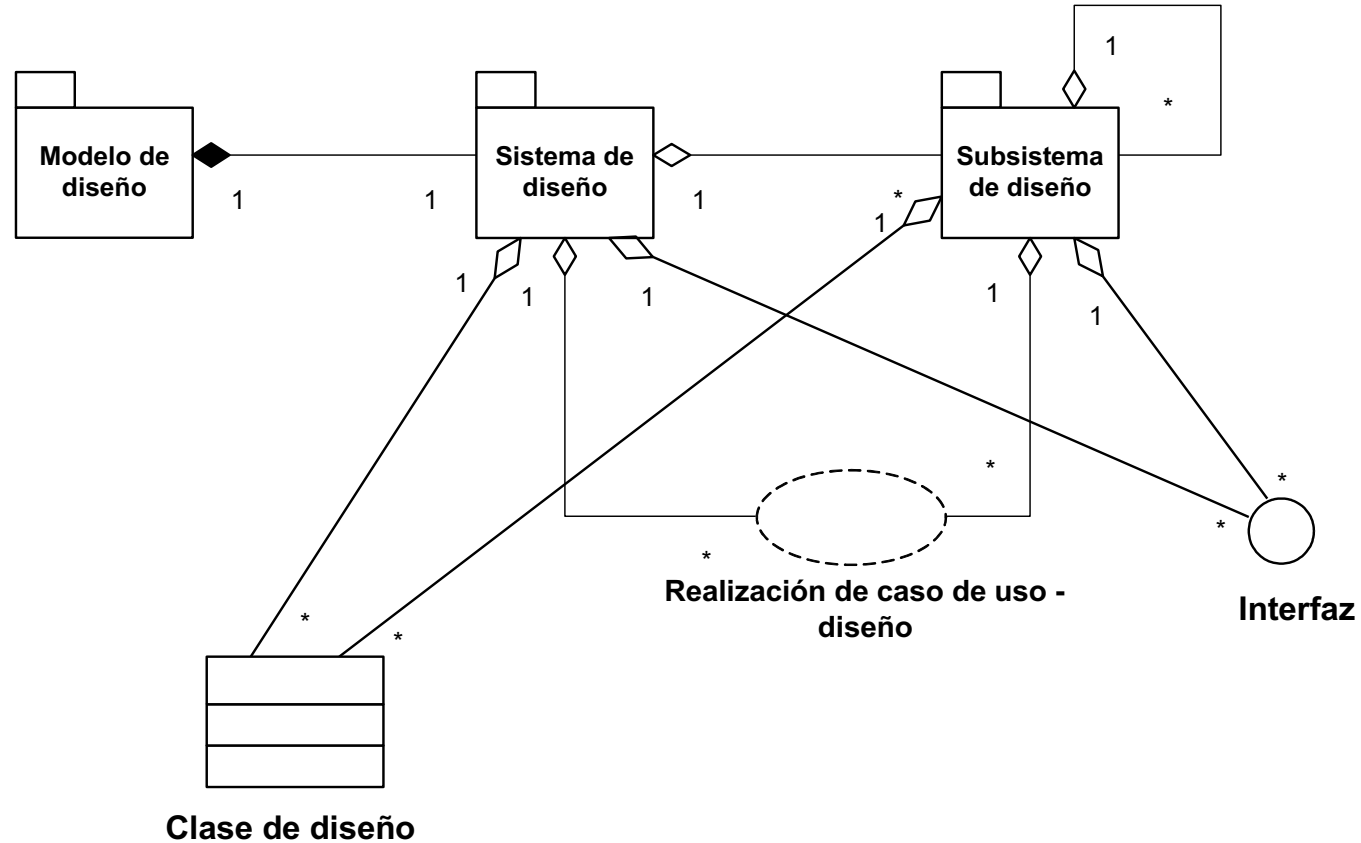 1
*
Modelo de
diseño
Sistema de
diseño
Subsistema
de diseño
1
1
1
*
1
1
1
1
1
1
*
*
*
*
*
*
Realización de caso de uso -
diseño
Interfaz
Clase de diseño